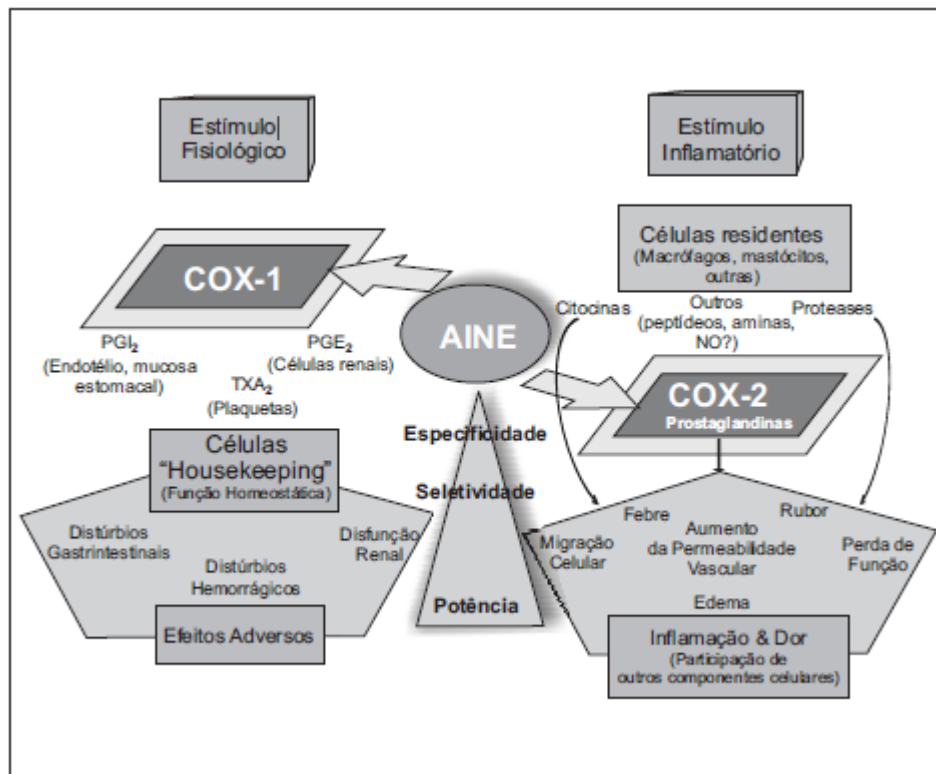 Estímulo|
Fisiológico
COX-1
PGI₂
(Endotélio, mucosa
estomacal)
PGE₂
(Células renais)
TXA₂
(Plaquetas)
Células
“Housekeeping”
(Função Homeostática)
Distúrbios
Gastrintestinais
Distúrbios
Hemorrágicos
Disfunção
Renal
Efeitos Adversos
AINE
Especificidade
Seletividade
Potência
Estímulo
Inflamatório
Células residentes
(Macrófagos, mastócitos,
outras)
Citocinas
Outros
(peptídeos, aminas,
NO?)
Proteases
COX-2
Prostaglandinas
Febre
Rubor
Migração
Celular
Aumento
da Permeabilidade
Vascular
Perda de
Função
Edema
Inflamação & Dor
(Participação de
outros componentes celulares)